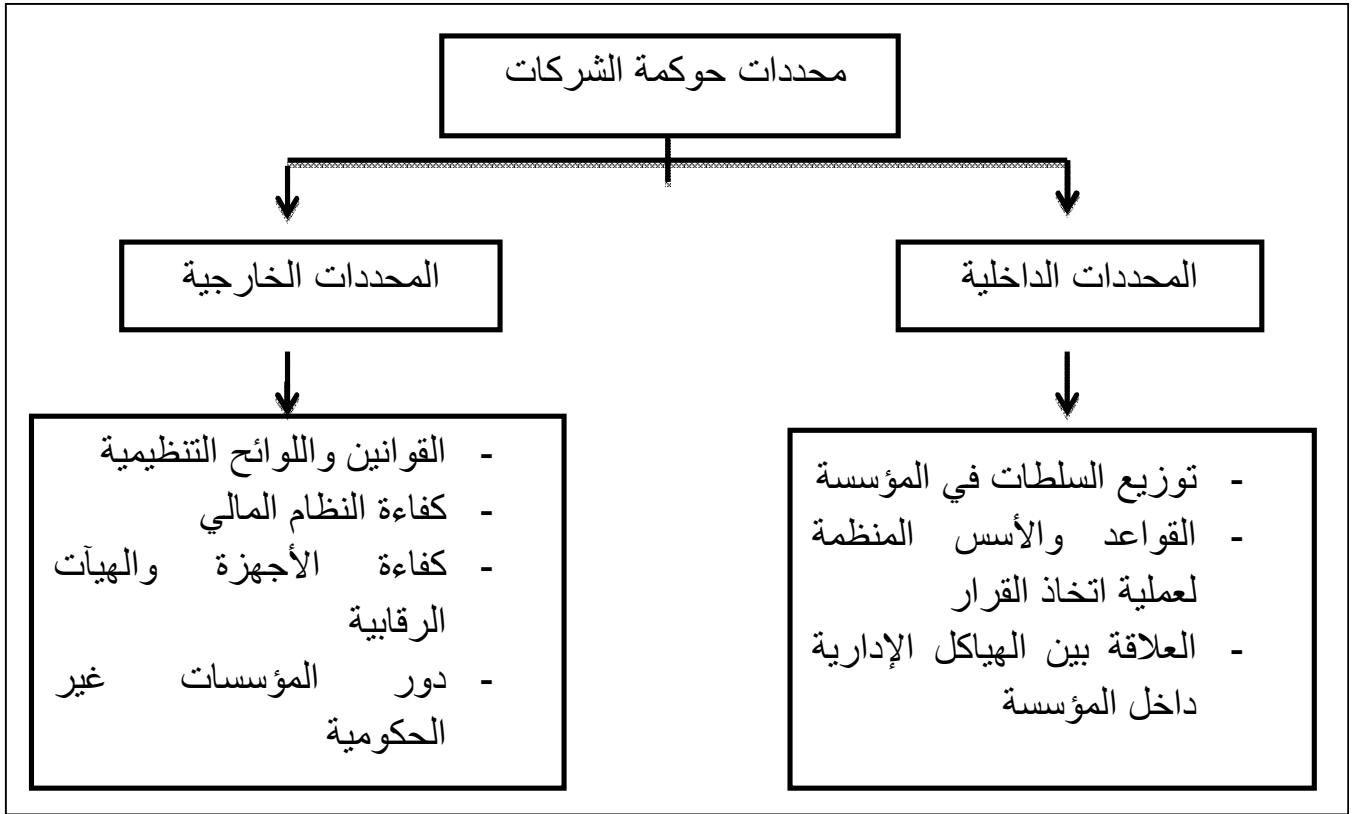 محددات حوكمة الشركات
المحددات الداخلية
المحددات الخارجية
- توزيع السلطات في المؤسسة
- القواعد والأسس المنظمة
لعملية اتخاذ القرار
- العلاقة بين الهياكل الإدارية
داخل المؤسسة
- القوانين واللوائح التنظيمية
- كفاءة النظام المالي
- كفاءة الأجهزة والهيآت
الرقابية
- دور المؤسسات غير
الحكومية